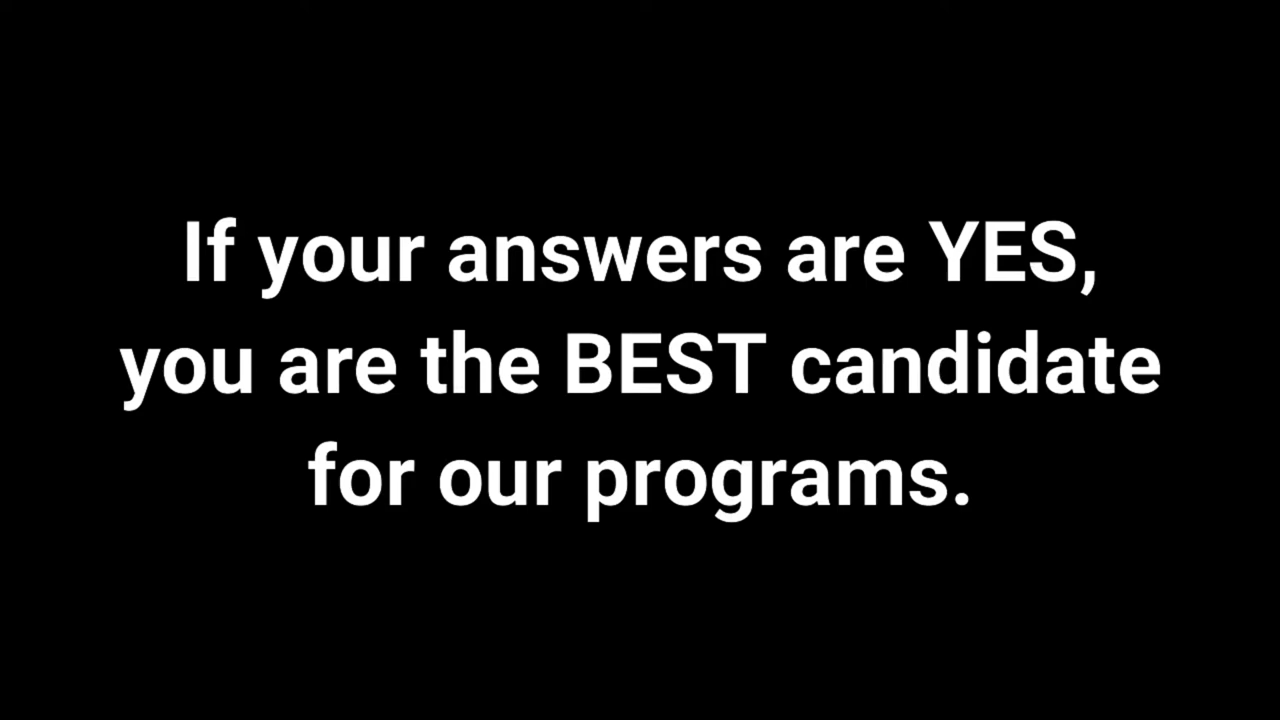 If your answers are YES,
you are the BEST candidate
for our programs.